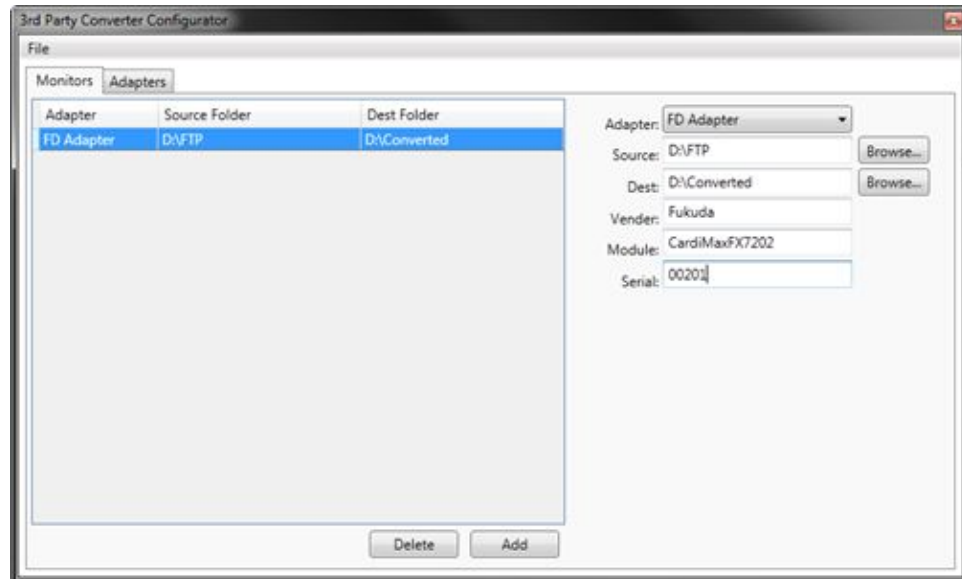 3rd Party Converter Configurator
File
Monitors Adapters
Adapter Source Folder Dest Folder
FD Adapter D:\FTP D:\Converted
Adapter: FD Adapter
Source: D:\FTP Browse...
Dest: D:\Converted Browse...
Vender: Fukuda
Module: CardiMaxFX7202
Serial: 00201
Delete Add